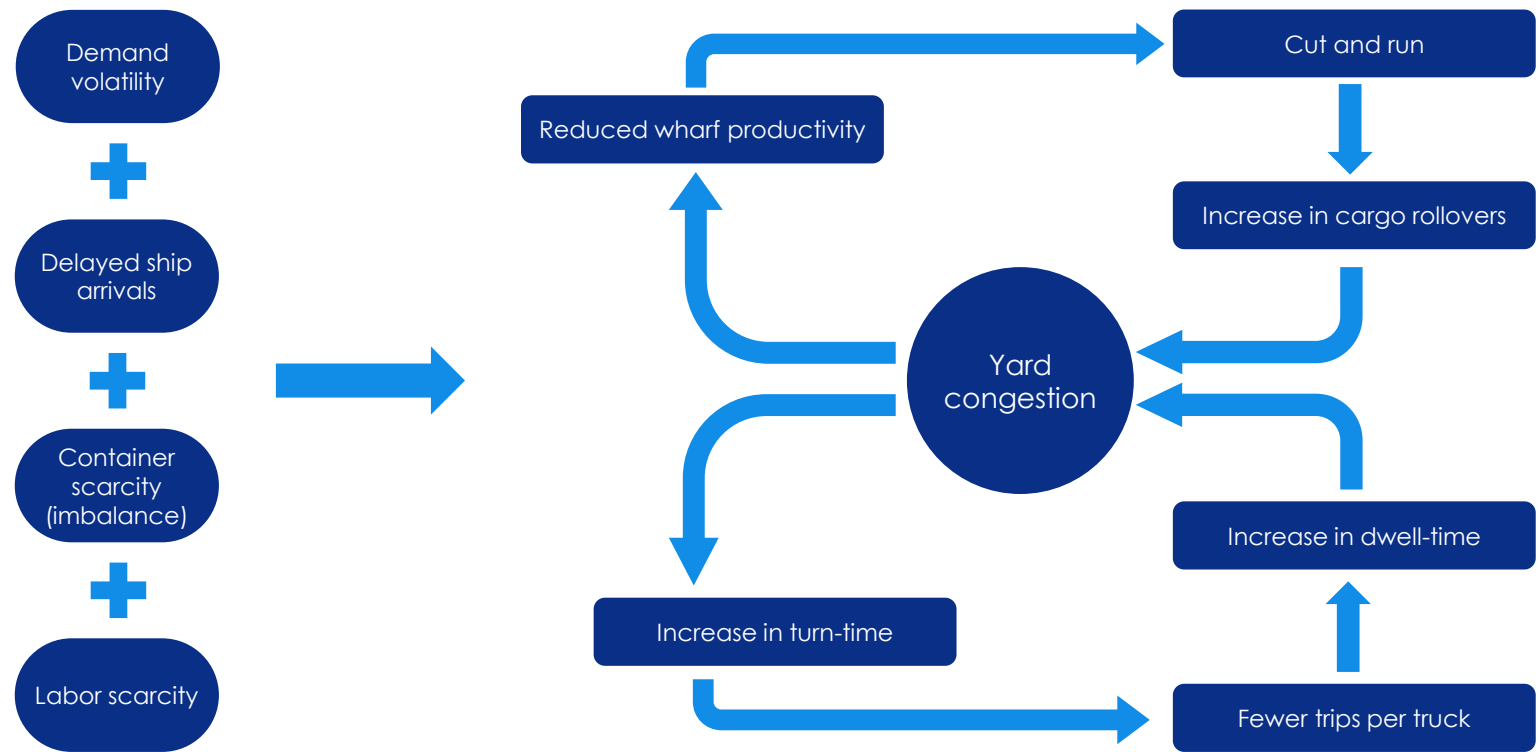 Demand
volatility
Delayed ship
arrivals
Container
scarcity
(imbalance)
Labor scarcity
Reduced wharf productivity
Cut and run
Increase in cargo rollovers
Yard
congestion
Increase in turn-time
Fewer trips per truck
Increase in dwell-time